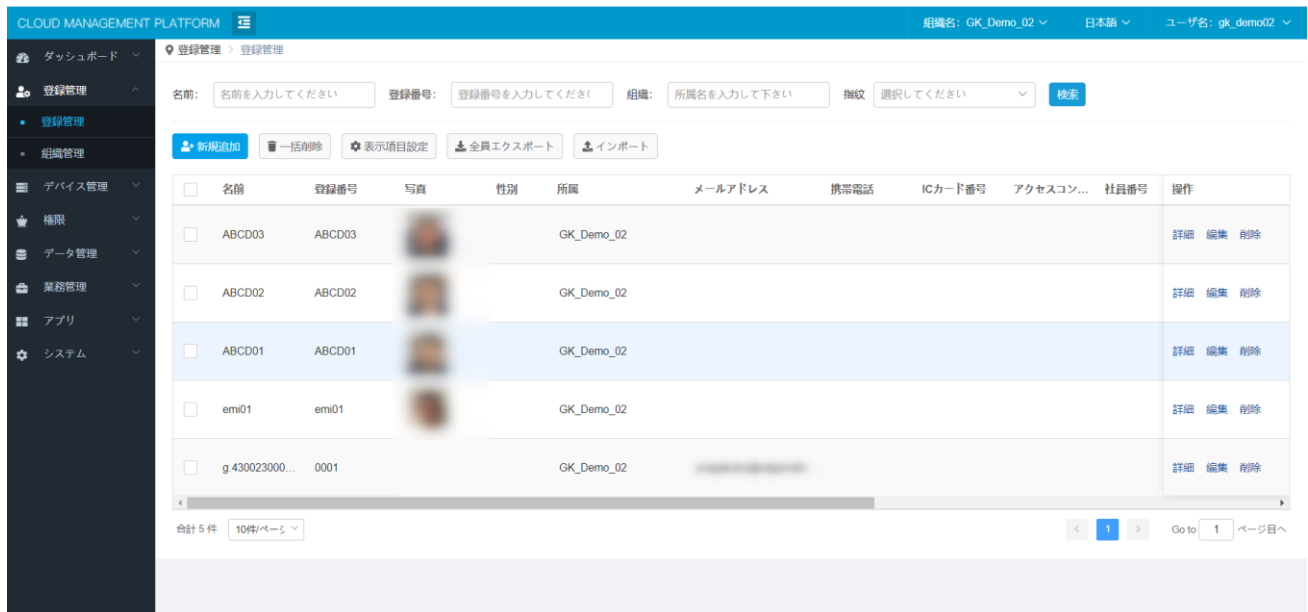 CLOUD MANAGEMENT PLATFORM 組織名: GK_Demo_02 日本語 ユーザ名: gk_demo02
ダッシュボード
登録管理
登録管理
組織管理
デバイス管理
権限
データ管理
業務管理
アプリ
システム
登録管理 > 登録管理
名前: 名前を入力してください 登録番号: 登録番号を入力してくださ 組織: 所属名を入力して下さい 指紋 選択してください 検索
新規追加 一括削除 表示項目設定 全員エクスポート インポート
名前 登録番号 写真 性別 所属 メールアドレス 携帯電話 ICカード番号 アクセスコン... 社員番号 操作
ABCD03 ABCD03 GK_Demo_02 詳細 編集 削除
ABCD02 ABCD02 GK_Demo_02 詳細 編集 削除
ABCD01 ABCD01 GK_Demo_02 詳細 編集 削除
emi01 emi01 GK_Demo_02 詳細 編集 削除
g.430023000... 0001 GK_Demo_02 詳細 編集 削除
合計 5 件 10件/ページ < 1 > Go to 1 ページ目へ